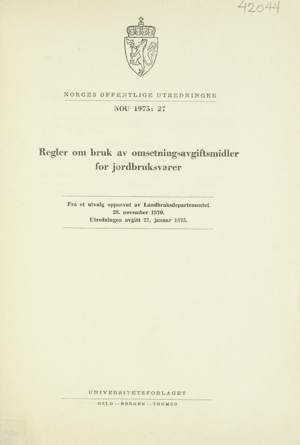 42044
NORGES OFFENTLIGE UTREDNINGER
NOU 1975: 27
Regler om bruk av omsetningsavgiftsmidler
for jordbruksvarer
Fra et utvalg oppnevnt av Landbruksdepartementet
28. november 1970.
Utredningen avgitt 21. januar 1975.
UNIVERSITETSFORLAGET
OSLO — BERGEN — TROMSØ